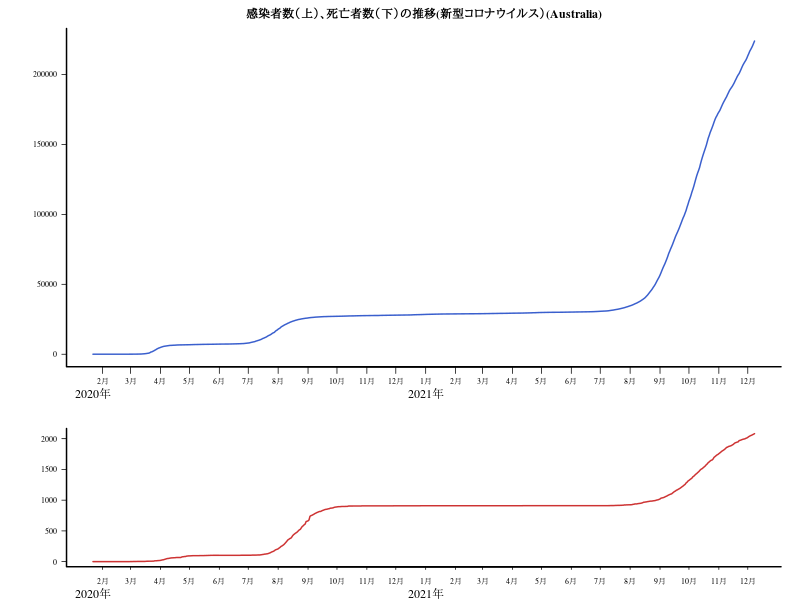 感染者数（上）、死亡者数（下）の推移(新型コロナウイルス）(Australia)
200000
150000
100000
50000
0
2月 3月 4月 5月 6月 7月 8月 9月 10月 11月 12月 1月 2月 3月 4月 5月 6月 7月 8月 9月 10月 11月 12月
2020年 2021年
2000
1500
1000
500
0
2月 3月 4月 5月 6月 7月 8月 9月 10月 11月 12月 1月 2月 3月 4月 5月 6月 7月 8月 9月 10月 11月 12月
2020年 2021年